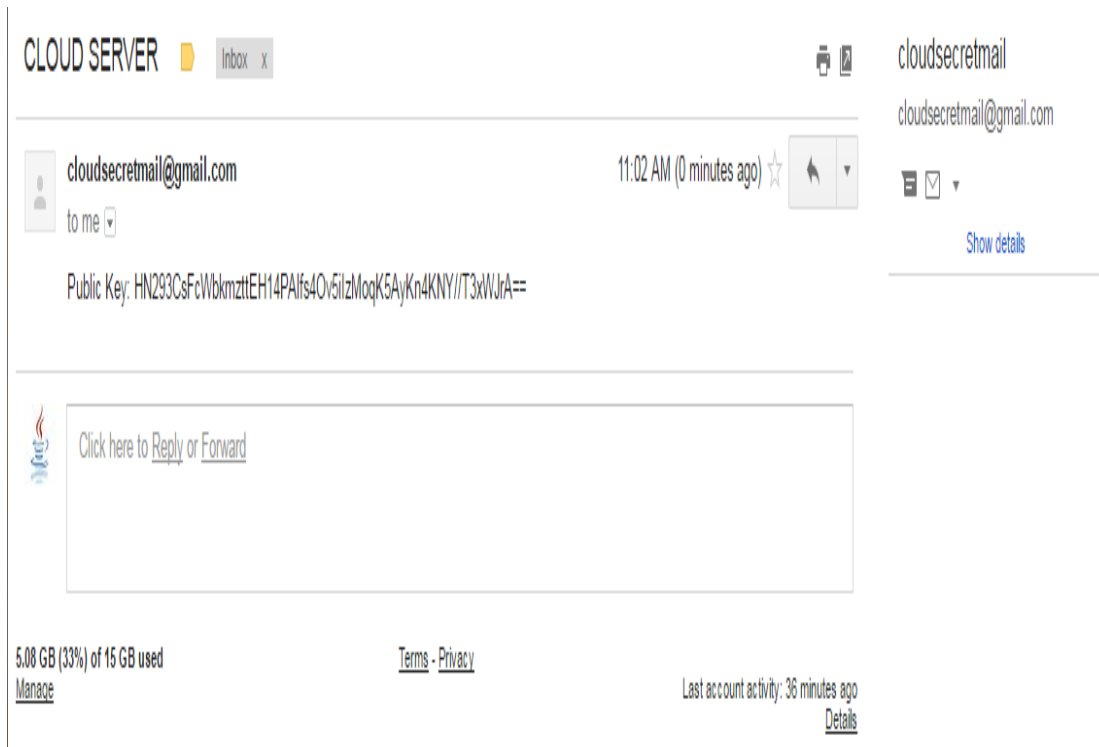 CLOUD SERVER
Inbox x
cloudsecretmail
cloudsecretmail@gmail.com
cloudsecretmail@gmail.com
11:02 AM (0 minutes ago)
to me
Show details
Public Key: HN293CsFcWbkmzttEH14PAlfs4Ov5iIzMoqK5AyKn4KNY//T3xWJrA==
Click here to Reply or Forward
5.08 GB (33%) of 15 GB used
Manage
Terms - Privacy
Last account activity: 36 minutes ago
Details